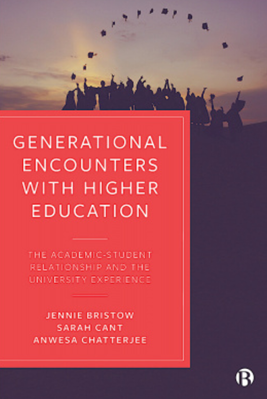 GENERATIONAL
ENCOUNTERS
WITH HIGHER
EDUCATION
THE ACADEMIC-STUDENT
RELATIONSHIP AND THE
UNIVERSITY EXPERIENCE
JENNIE BRISTOW
SARAH CANT
ANWESA CHATTERJEE
B